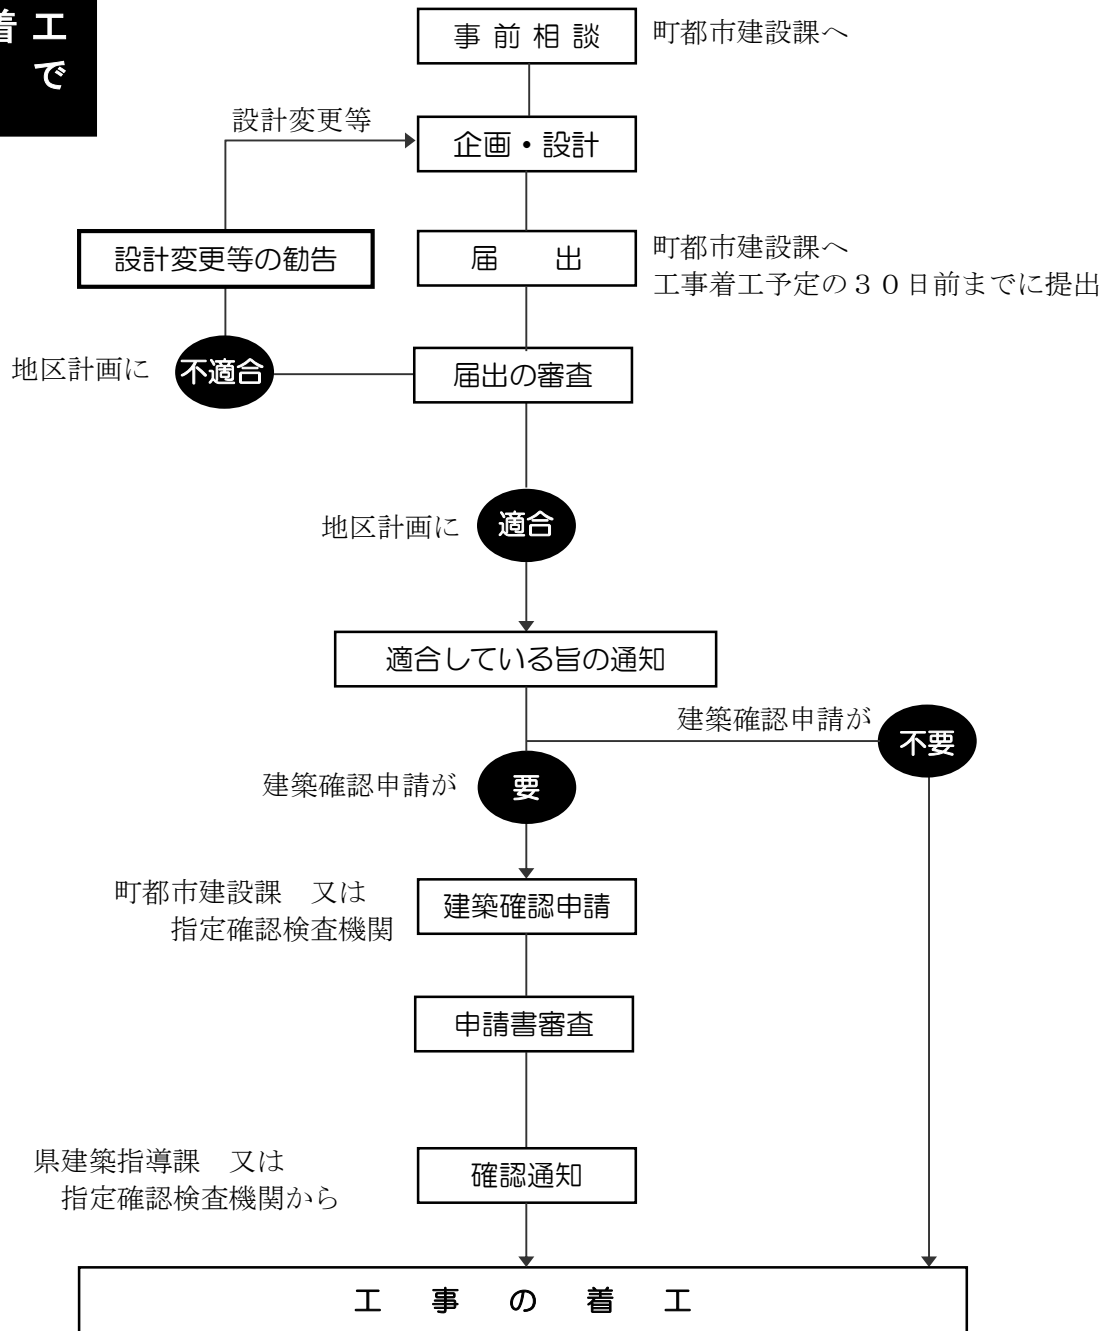 着工
で
事前相談
町都市建設課へ
設計変更等
企画・設計
設計変更等の勧告
届　出
町都市建設課へ
工事着工予定の３０日前までに提出
地区計画に
不適合
届出の審査
地区計画に
適合
適合している旨の通知
建築確認申請が
不要
建築確認申請が
要
町都市建設課　又は
指定確認検査機関
建築確認申請
申請書審査
県建築指導課　又は
指定確認検査機関から
確認通知
工事の着工